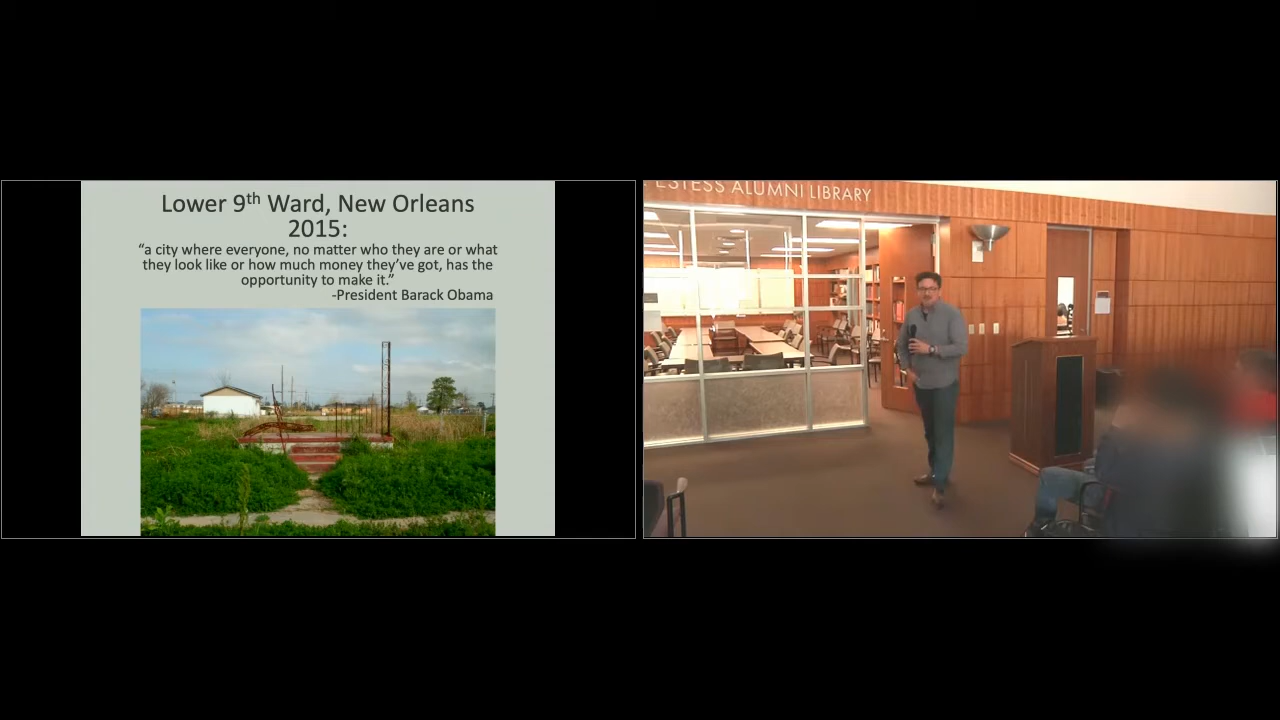 Lower 9th Ward, New Orleans
2015:
“a city where everyone, no matter who they are or what
they look like or how much money they’ve got, has the
opportunity to make it.”
-President Barack Obama
ESTESS ALUMNI LIBRARY